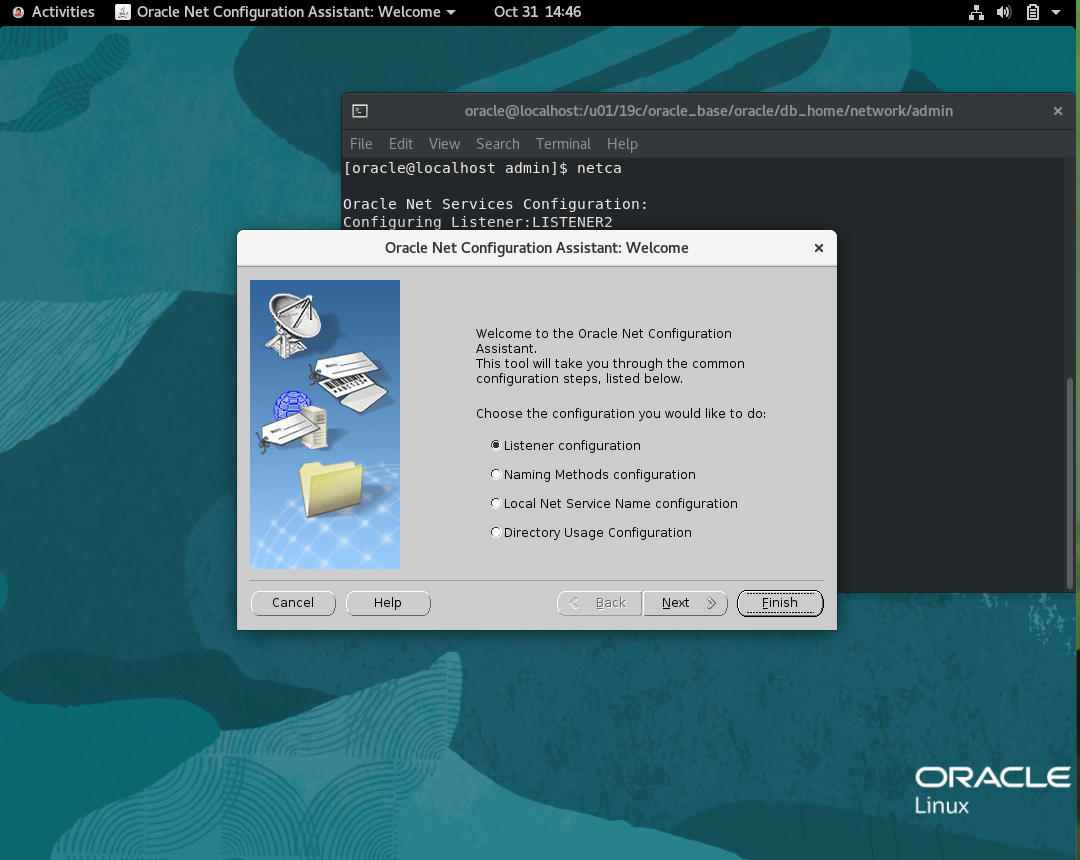 Activities
Oracle Net Configuration Assistant: Welcome
Oct 31 14:46
oracle@localhost:/u01/19c/oracle_base/oracle/db_home/network/admin
File Edit View Search Terminal Help
[oracle@localhost admin]$ netca
Oracle Net Services Configuration:
Configuring Listener:LISTENER2
Oracle Net Configuration Assistant: Welcome
Welcome to the Oracle Net Configuration
Assistant.
This tool will take you through the common
configuration steps, listed below.
Choose the configuration you would like to do:
Listener configuration
Naming Methods configuration
Local Net Service Name configuration
Directory Usage Configuration
Cancel
Help
Back
Next
Finish
ORACLE
Linux